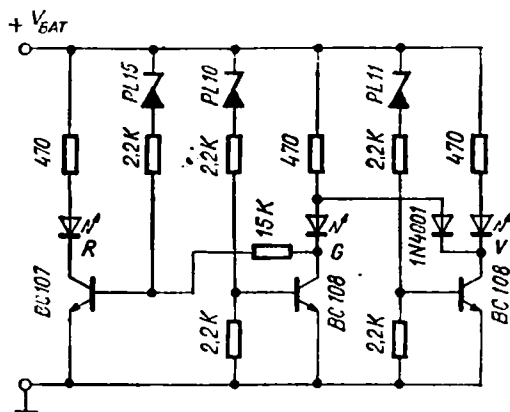 + V БАТ
PL15
PL10
PL11
470
2,2K
2,2K
470
2,2K
470
15K
1N4001
R
G
V
BC107
BC108
BC108
2,2K
2,2K